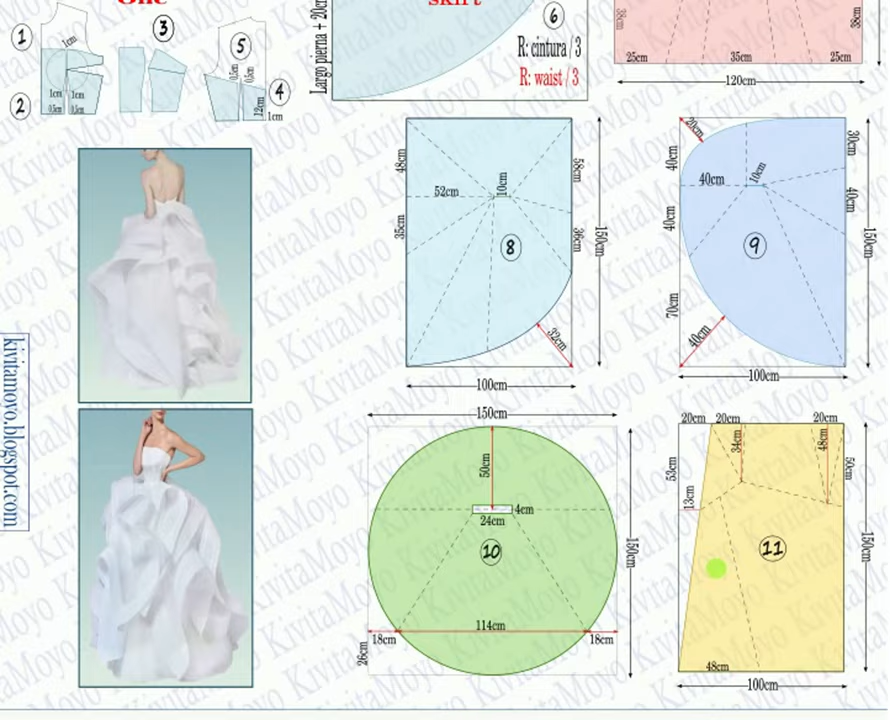 One
skirt
Largo pierna + 20cm
R: cintura / 3
R: waist / 3
38cm
38cm
25cm
35cm
25cm
120cm
1
2
3
4
5
6
1cm
1cm
1cm
0,5cm
0,5cm
0,5cm
0,5cm
12cm
1cm
48cm
58cm
52cm
10cm
35cm
36cm
150cm
8
32cm
100cm
20cm
30cm
40cm
40cm
10cm
40cm
40cm
150cm
9
70cm
40cm
100cm
kivitamoyo.blogspot.com
150cm
50cm
4cm
24cm
10
150cm
114cm
18cm
18cm
26cm
20cm
20cm
20cm
34cm
48cm
53cm
50cm
13cm
11
150cm
48cm
100cm
KivitaMoyo